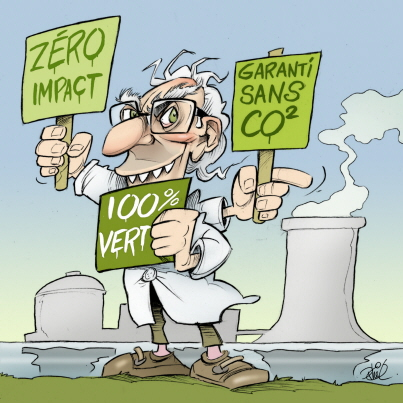 ZÉRO
IMPACT
GARANTI
SANS
CO²
100%
VERT